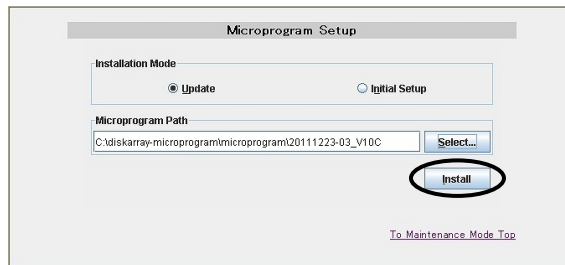 Microprogram Setup
Installation Mode
Update Initial Setup
Microprogram Path
C:\diskarray-microprogram\microprogram\20111223-03_V10C Select...
Install
To Maintenance Mode Top